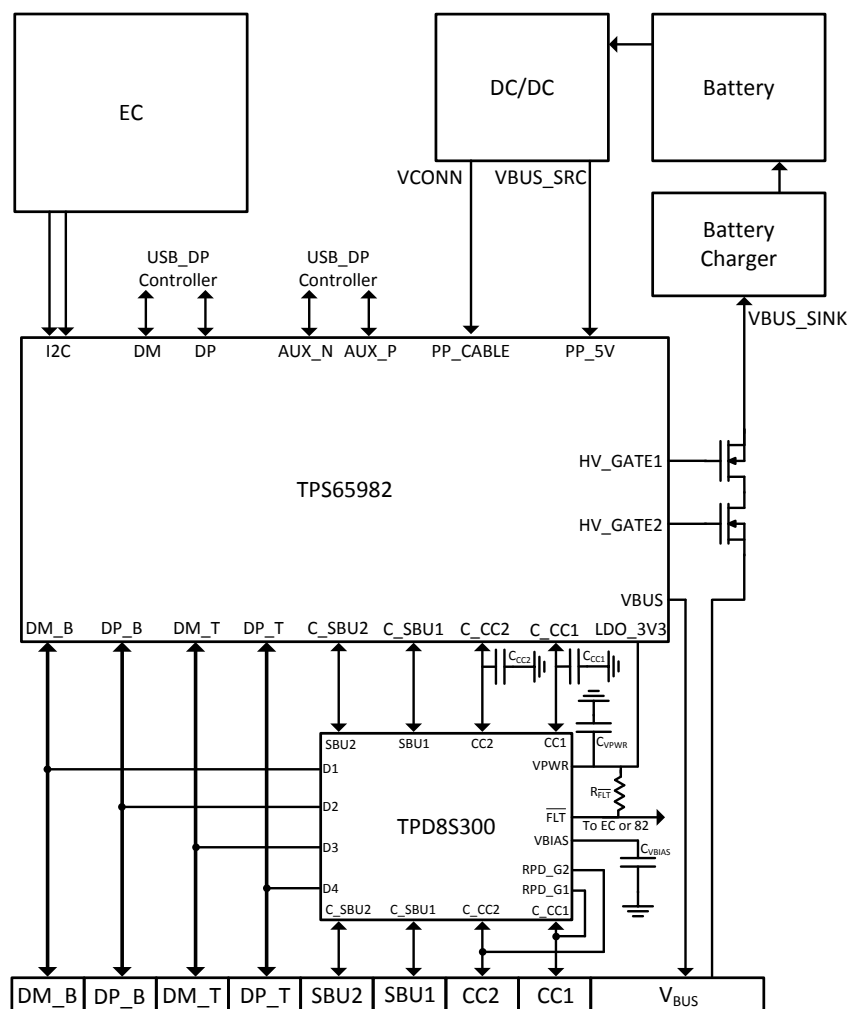 EC
DC/DC
Battery
VCONN
VBUS_SRC
Battery
Charger
USB_DP
Controller
USB_DP
Controller
VBUS_SINK
I2C
DM
DP
AUX_N
AUX_P
PP_CABLE
PP_5V
HV_GATE1
TPS65982
HV_GATE2
VBUS
DM_B
DP_B
DM_T
DP_T
C_SBU2
C_SBU1
C_CC2
C_CC1
LDO_3V3
CCC2
CCC1
SBU2
SBU1
CC2
CC1
CVPWR
VPWR
D1
RFLT
D2
FLT
To EC or 82
TPD8S300
VBIAS
D3
CVBIAS
RPD_G2
D4
RPD_G1
C_SBU2
C_SBU1
C_CC2
C_CC1
DM_B
DP_B
DM_T
DP_T
SBU2
SBU1
CC2
CC1
VBUS